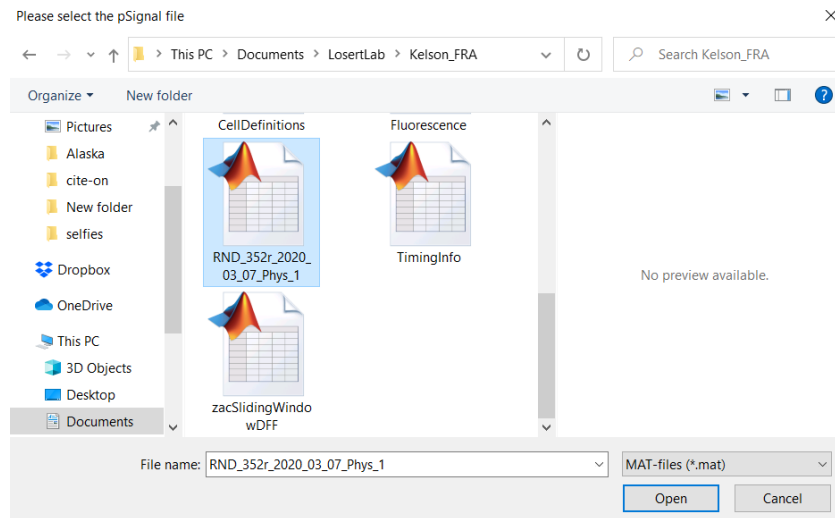 Please select the pSignal file
This PC > Documents > LosertLab > Kelson_FRA
Search Kelson_FRA
Organize
New folder
?
Pictures
Alaska
cite-on
New folder
selfies
Dropbox
OneDrive
This PC
3D Objects
Desktop
Documents
CellDefinitions
Fluorescence
RND_352r_2020_
03_07_Phys_1
TimingInfo
zacSlidingWindo
wDFF
No preview available.
File name:
RND_352r_2020_03_07_Phys_1
MAT-files (*.mat)
Open
Cancel